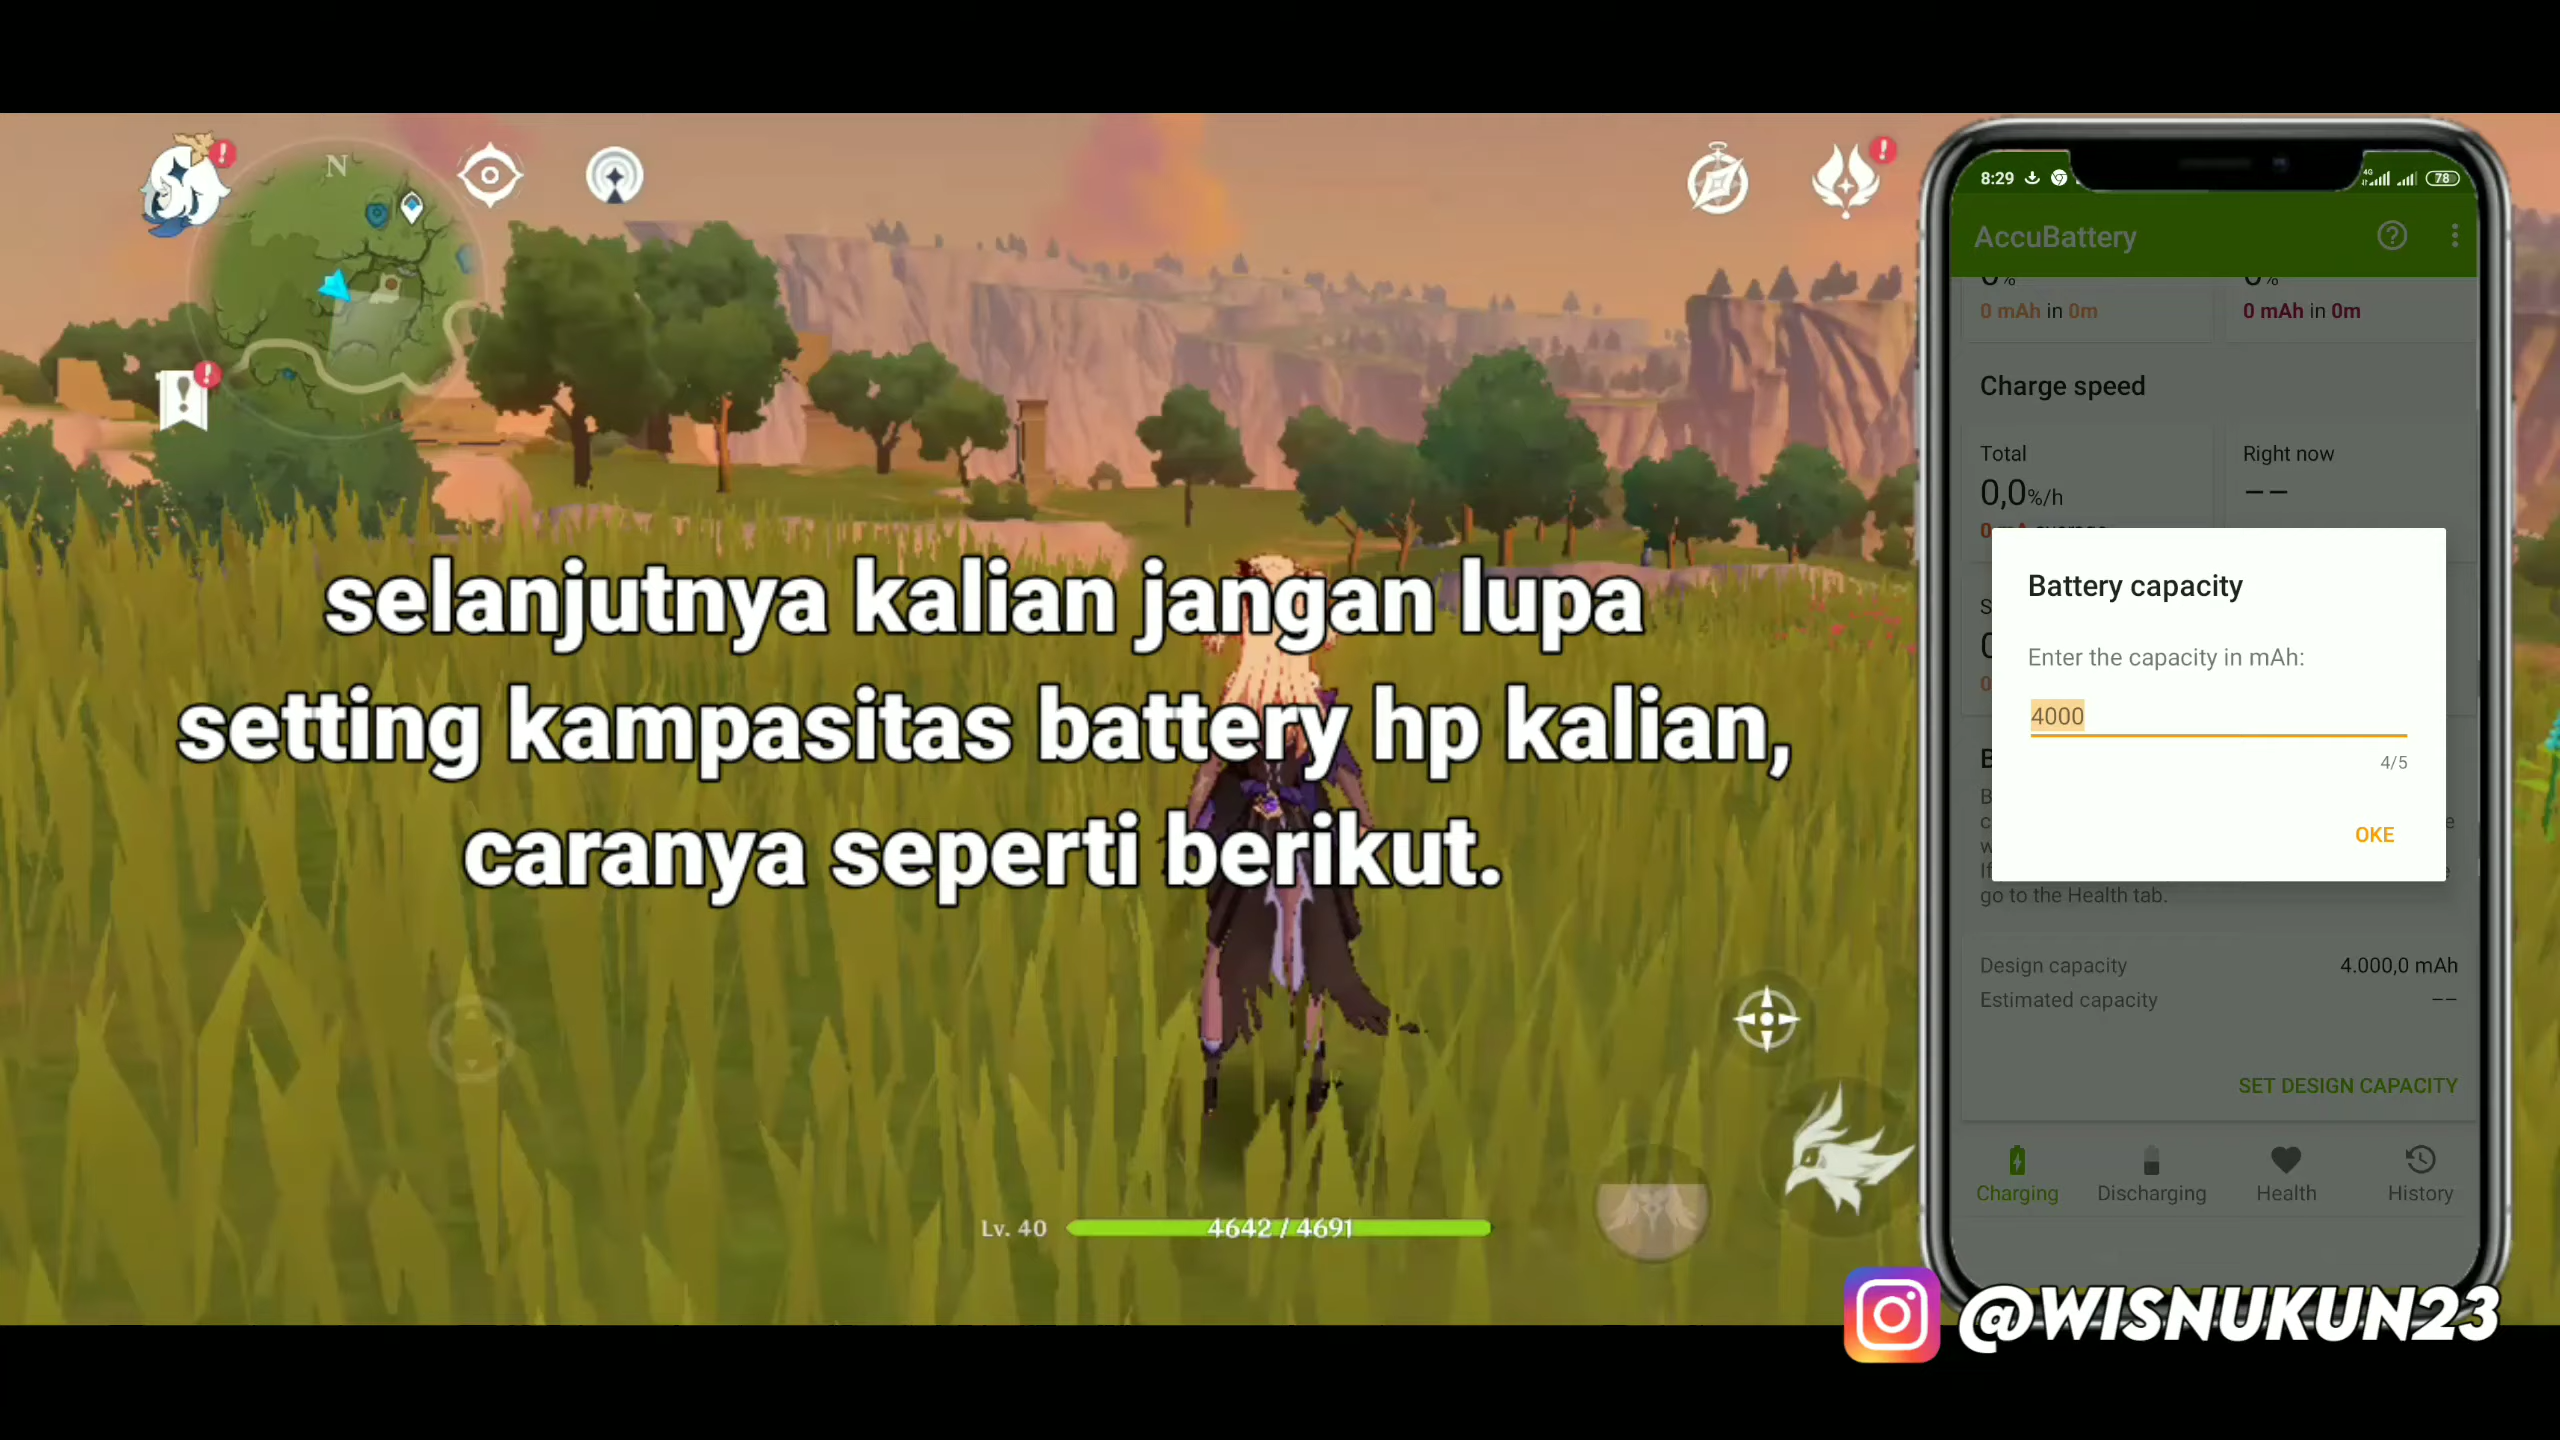 N
selanjutnya kalian jangan lupa
setting kampasitas battery hp kalian,
caranya seperti berikut.
Lv. 40
4642 / 4691
8:29
4G
78
AccuBattery
0 mAh in 0m
0 mAh in 0m
Charge speed
Total
Right now
0,0%/h
Battery capacity
Enter the capacity in mAh:
4000
4/5
OKE
go to the Health tab.
Design capacity
4.000,0 mAh
Estimated capacity
SET DESIGN CAPACITY
Charging
Discharging
Health
History
@WISNUKUN23